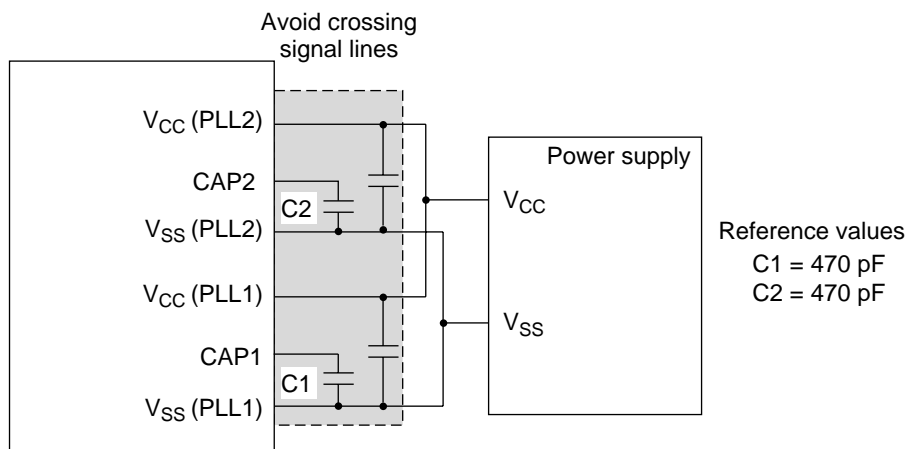 Avoid crossing
signal lines
VCC (PLL2)
CAP2
C2
VSS (PLL2)
VCC (PLL1)
CAP1
C1
VSS (PLL1)
Power supply
VCC
VSS
Reference values
C1 = 470 pF
C2 = 470 pF